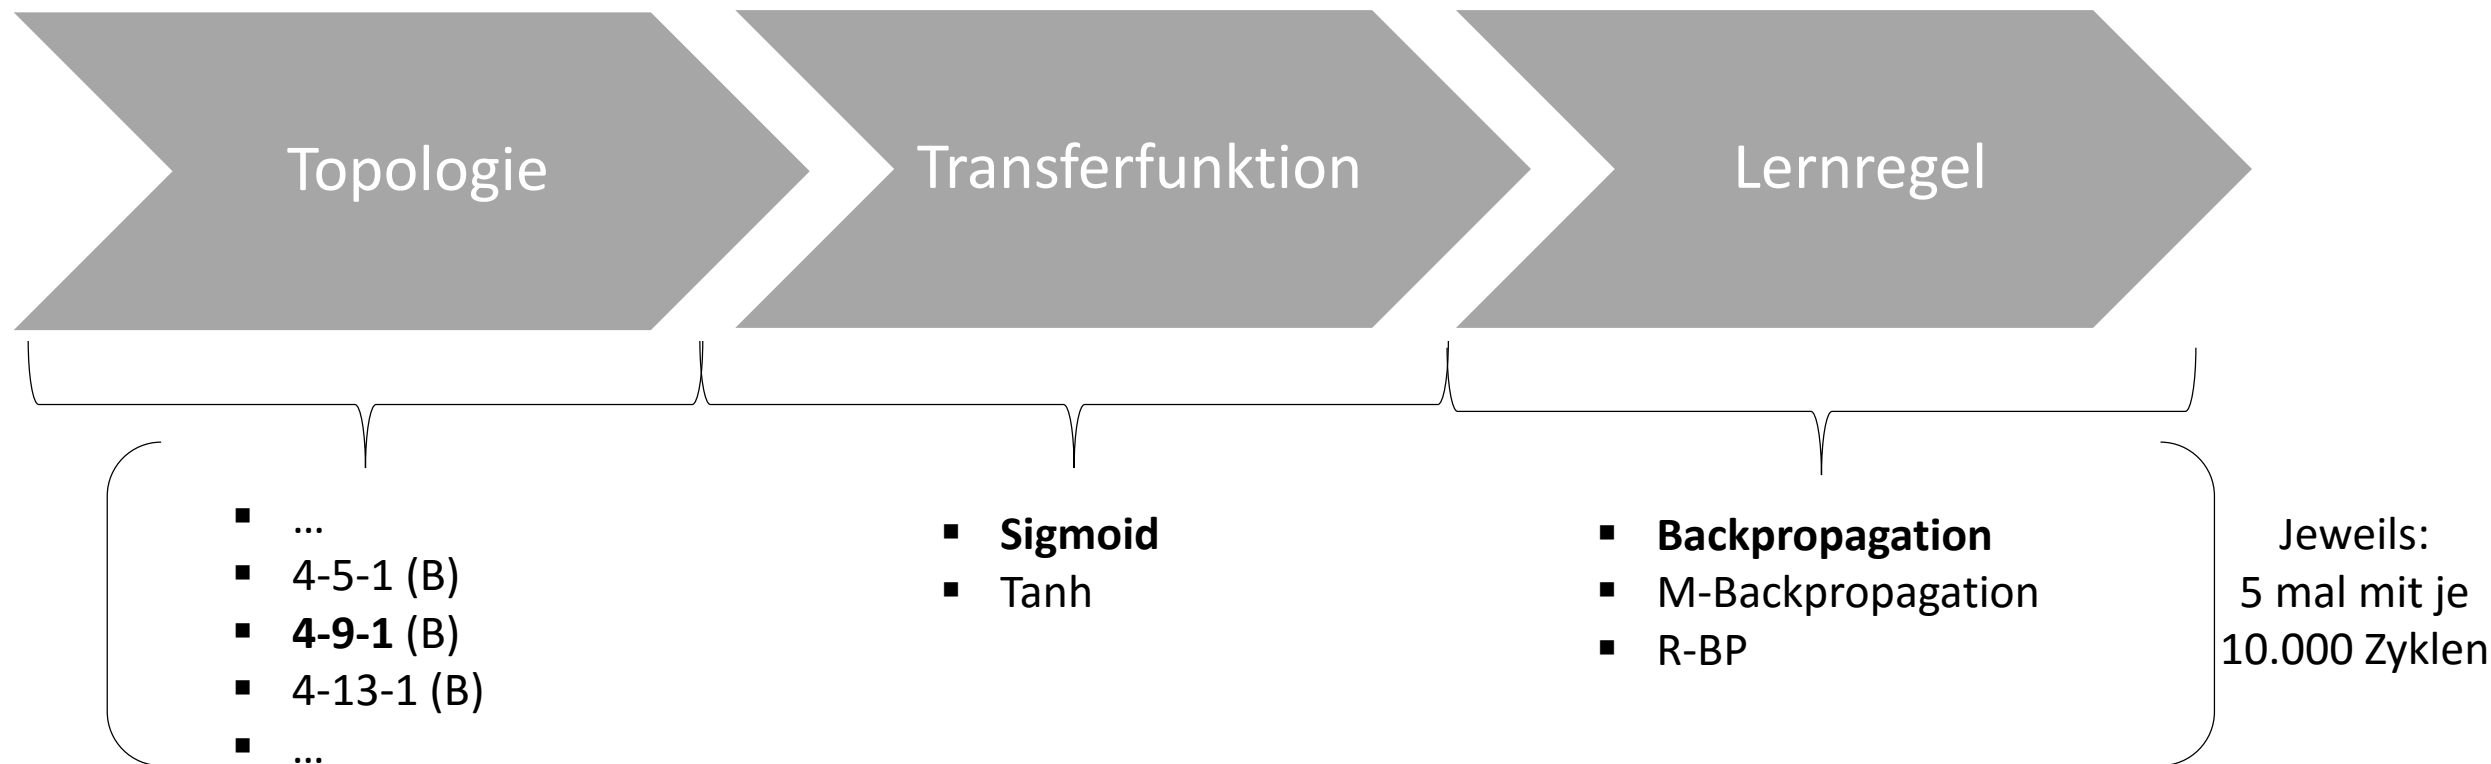 Topologie
Transferfunktion
Lernregel
▪ ...
▪ 4-5-1 (B)
▪ 4-9-1 (B)
▪ 4-13-1 (B)
▪ ...
▪ Sigmoid
▪ Tanh
▪ Backpropagation
▪ M-Backpropagation
▪ R-BP
Jeweils:
5 mal mit je
10.000 Zyklen